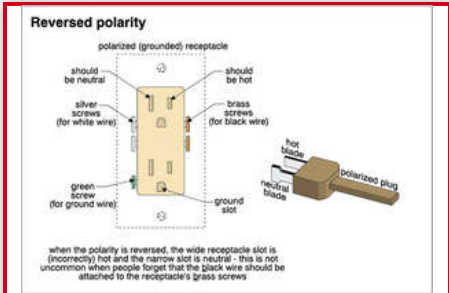 Reversed polarity
polarized (grounded) receptacle
should
be neutral
should
be hot
silver
screws
(for white wire)
brass
screws
(for black wire)
hot
blade
neutral
blade
polarized plug
green
screw
(for ground wire)
ground
slot
when the polarity is reversed, the wide receptacle slot is
(incorrectly) hot and the narrow slot is neutral - this is not
uncommon when people forget that the black wire should be
attached to the receptacle's brass screws